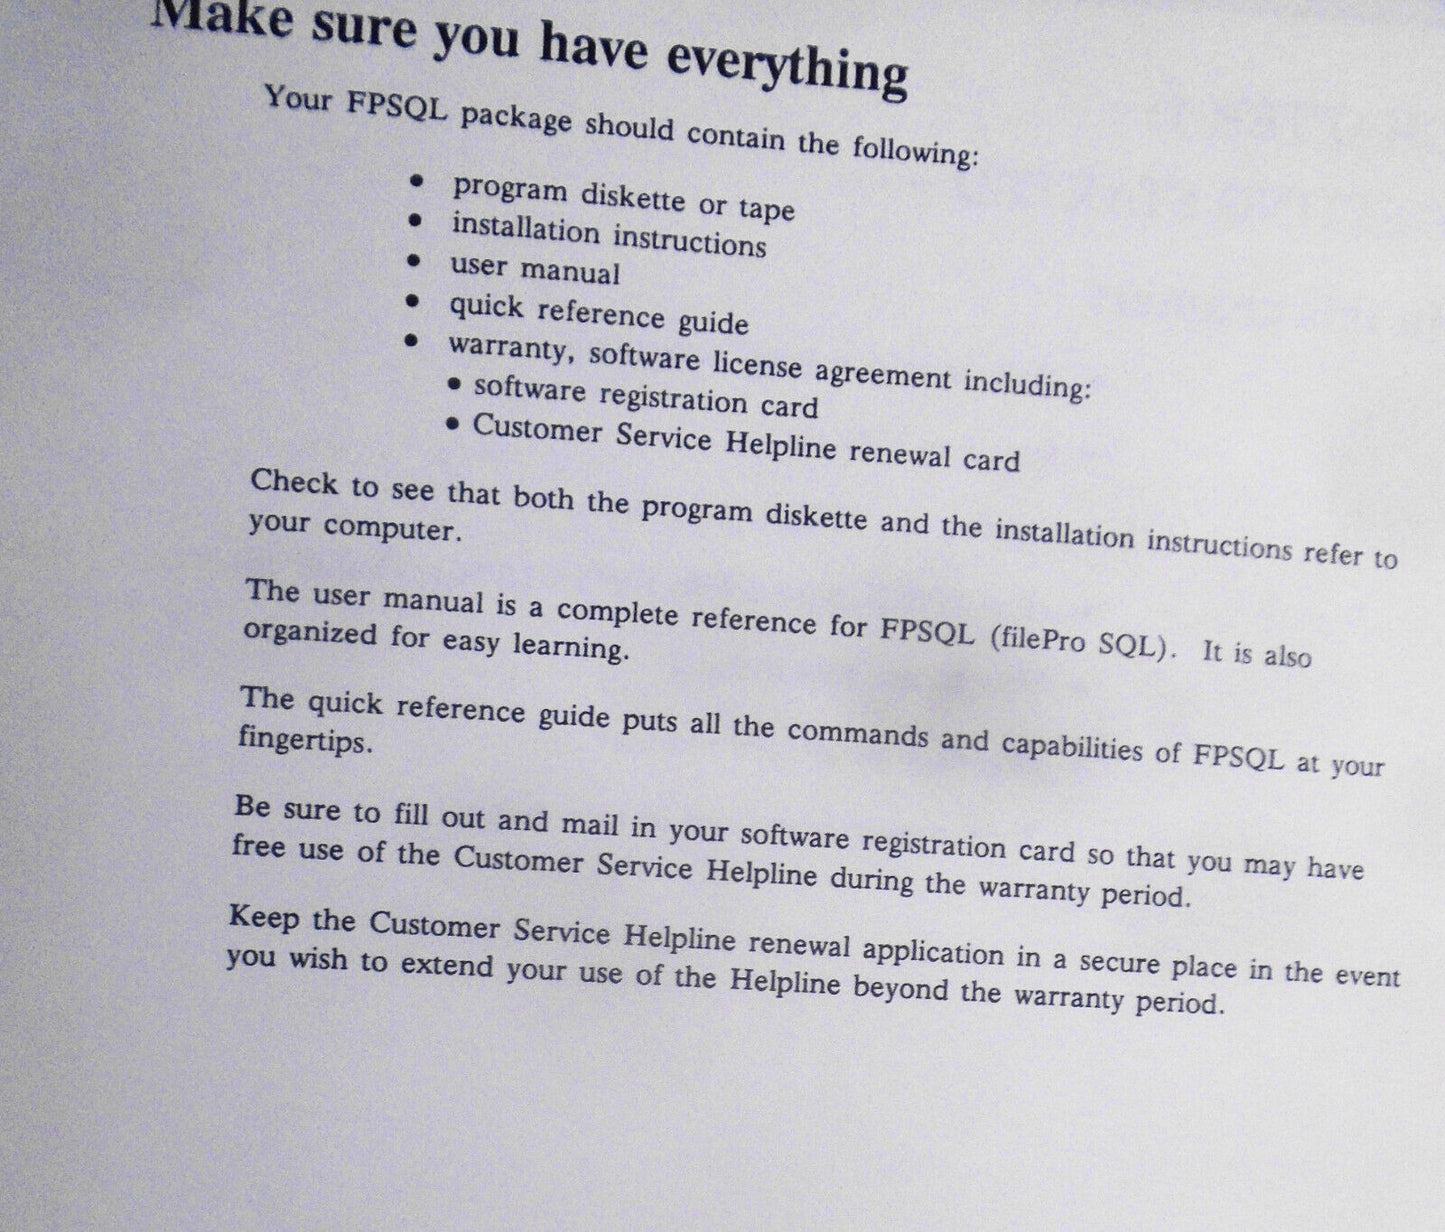 Make sure you have everything
Your FPSQL package should contain the following:
• program diskette or tape
• installation instructions
• user manual
• quick reference guide
• warranty, software license agreement including:
• software registration card
• Customer Service Helpline renewal card
Check to see that both the program diskette and the installation instructions refer to
your computer.
The user manual is a complete reference for FPSQL (filePro SQL). It is also
organized for easy learning.
The quick reference guide puts all the commands and capabilities of FPSQL at your
fingertips.
Be sure to fill out and mail in your software registration card so that you may have
free use of the Customer Service Helpline during the warranty period.
Keep the Customer Service Helpline renewal application in a secure place in the event
you wish to extend your use of the Helpline beyond the warranty period.